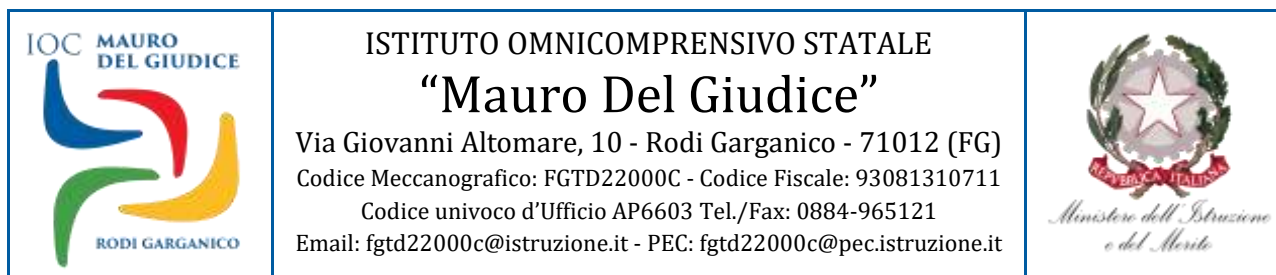 IOC MAURO
DEL GIUDICE
RODI GARGANICO
ISTITUTO OMNICOMPRENSIVO STATALE
“Mauro Del Giudice”
Via Giovanni Altomare, 10 - Rodi Garganico - 71012 (FG)
Codice Meccanografico: FGTD22000C - Codice Fiscale: 93081310711
Codice univoco d’Ufficio AP6603 Tel./Fax: 0884-965121
Email: fgtd22000c@istruzione.it - PEC: fgtd22000c@pec.istruzione.it
REPUBBLICA ITALIANA
Ministero dell'Istruzione
e del Merito